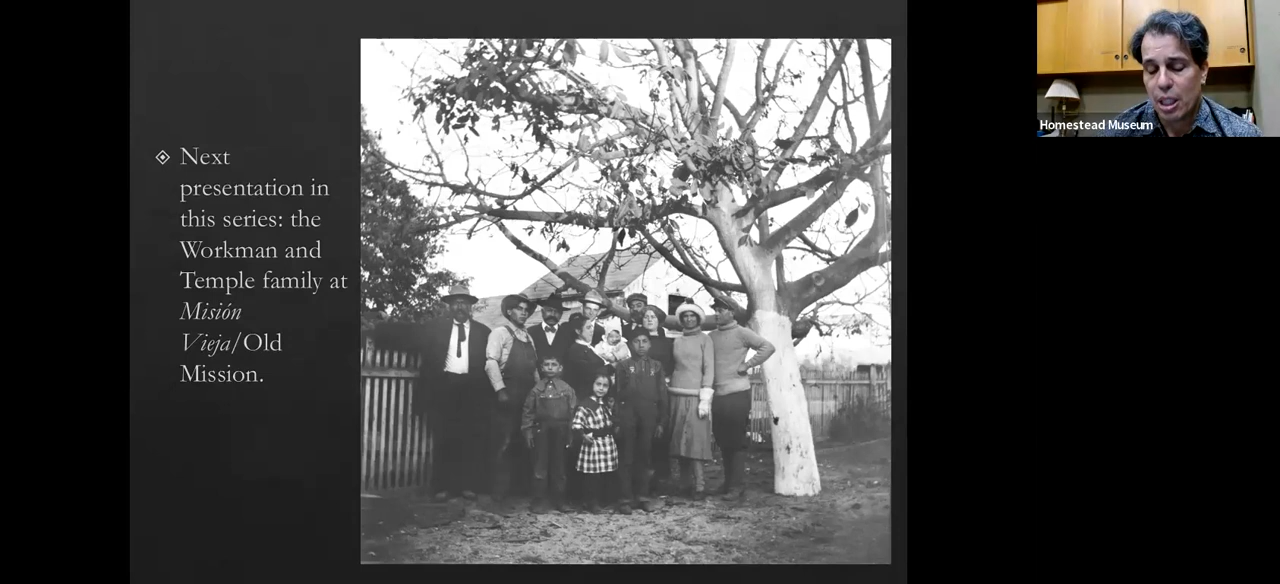 Next
presentation in
this series: the
Workman and
Temple family at
Misión
Vieja/Old
Mission.
Homestead Museum